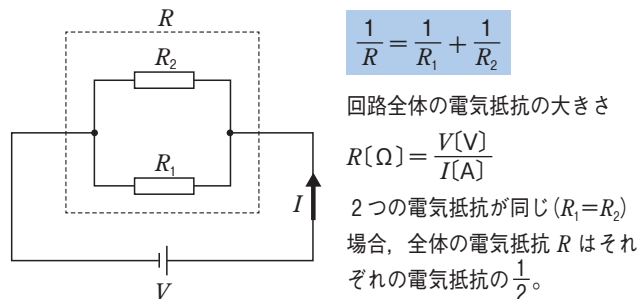 R
R₂
R₁
I
V
1/R = 1/R₁ + 1/R₂
回路全体の電気抵抗の大きさ
R〔Ω〕= V〔V〕/I〔A〕
2つの電気抵抗が同じ(R₁=R₂)
場合，全体の電気抵抗 R はそれ
ぞれの電気抵抗の1/2。